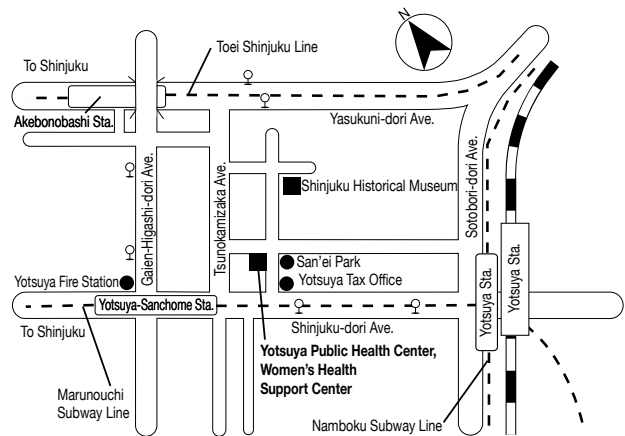 N
Toei Shinjuku Line
To Shinjuku
Akebonobashi Sta.
Yasukuni-dori Ave.
Gaien-Higashi-dori Ave.
Tsunokamizaka Ave.
Sotobori-dori Ave.
Shinjuku Historical Museum
San'ei Park
Yotsuya Fire Station
Yotsuya Tax Office
Yotsuya Sta.
Yotsuya Sta.
Yotsuya-Sanchome Sta.
To Shinjuku
Shinjuku-dori Ave.
Yotsuya Public Health Center,
Women's Health
Support Center
Marunouchi
Subway Line
Namboku Subway Line